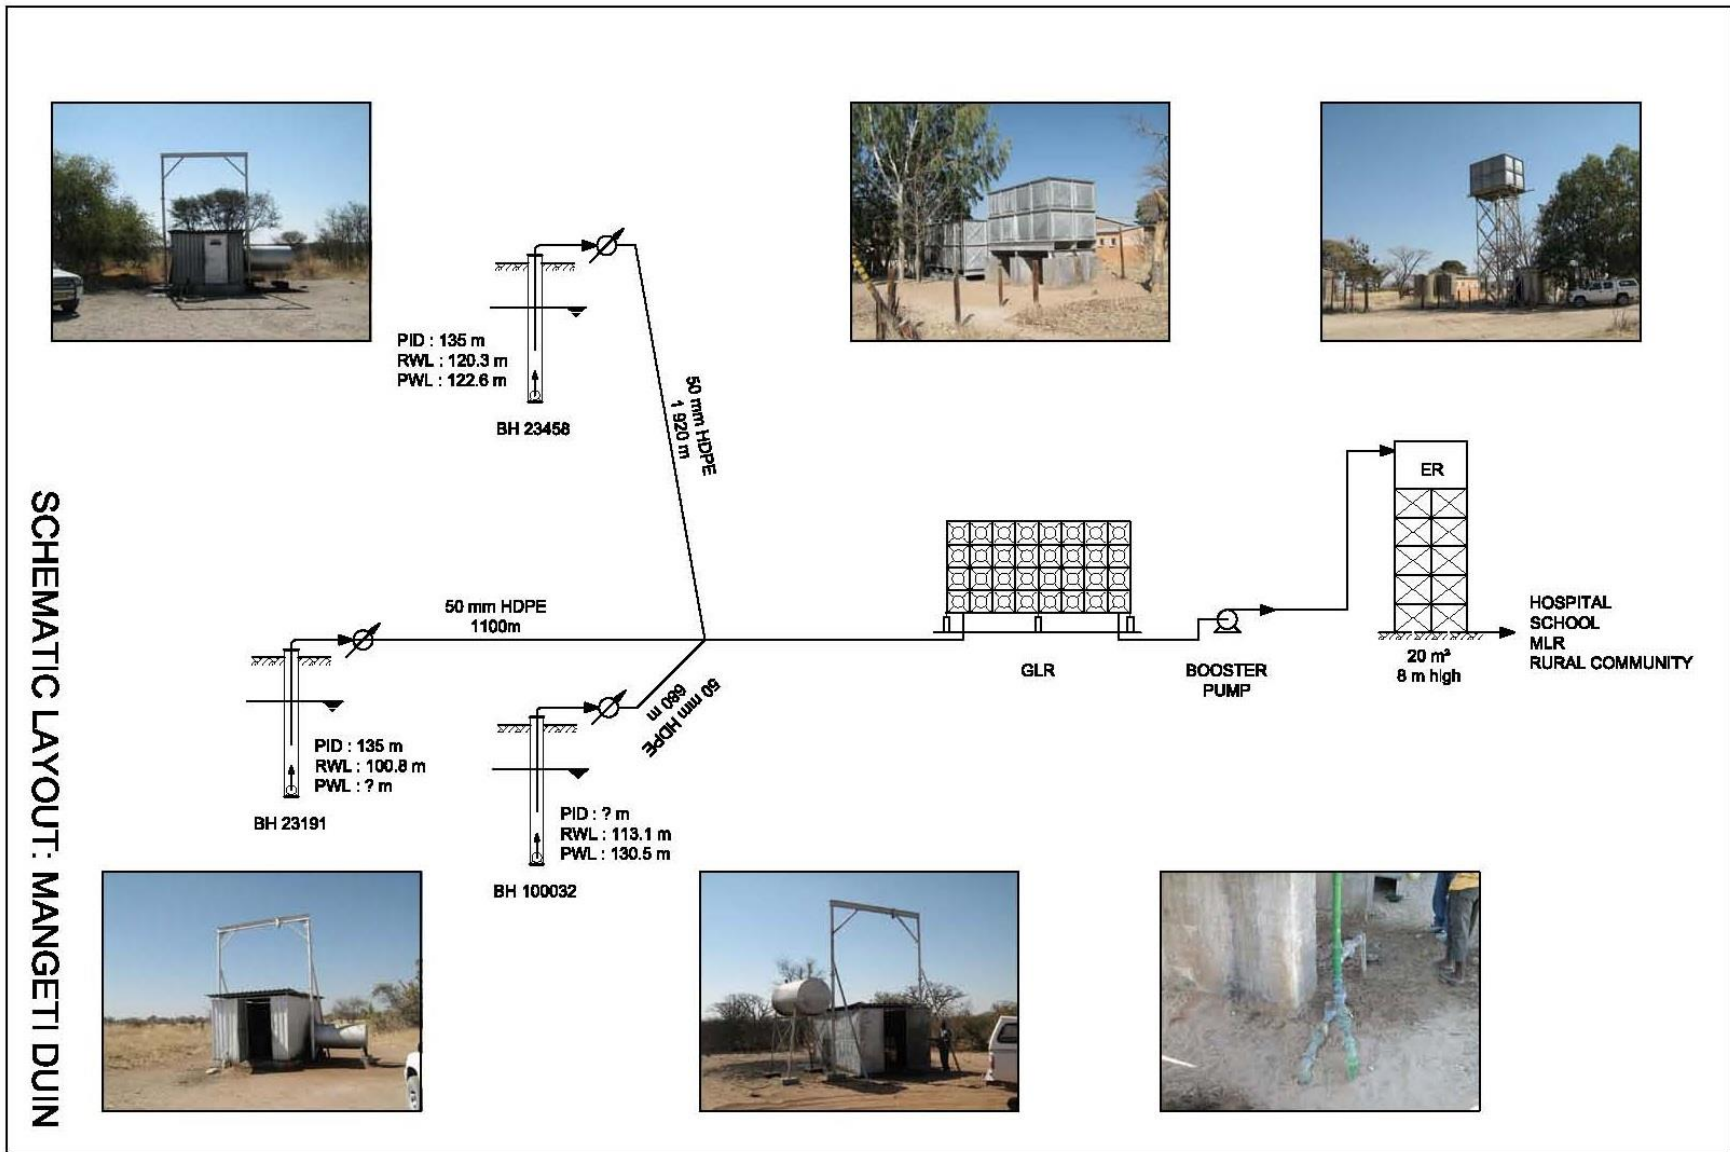 SCHEMATIC LAYOUT: MANGETI DUIN
PID : 135 m
RWL : 120.3 m
PWL : 122.6 m
BH 23458
50 mm HDPE
1 920 m
50 mm HDPE
1100m
PID : 135 m
RWL : 100.8 m
PWL : ? m
BH 23191
50 mm HDPE
680 m
PID : ? m
RWL : 113.1 m
PWL : 130.5 m
BH 100032
GLR
BOOSTER
PUMP
ER
20 m³
8 m high
HOSPITAL
SCHOOL
MLR
RURAL COMMUNITY